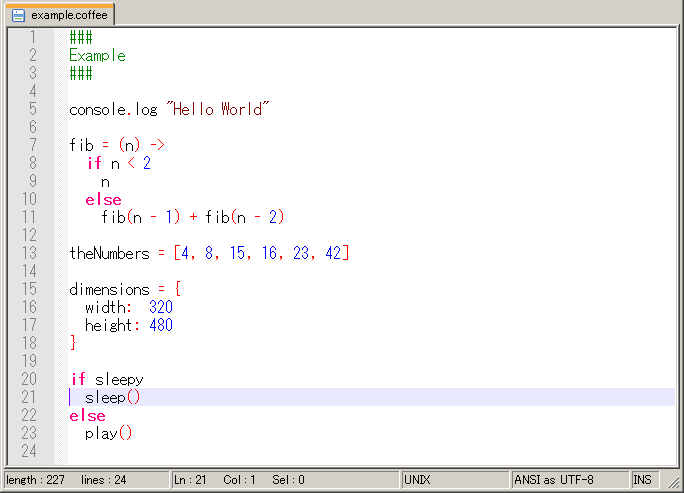 example.coffee
1 ###
2 Example
3 ###
4
5 console.log "Hello World"
6
7 fib = (n) ->
8   if n < 2
9     n
10   else
11     fib(n - 1) + fib(n - 2)
12
13 theNumbers = [4, 8, 15, 16, 23, 42]
14
15 dimensions = {
16   width:  320
17   height: 480
18 }
19
20 if sleepy
21   sleep()
22 else
23   play()
24
length : 227 lines : 24 Ln : 21 Col : 1 Sel : 0 UNIX ANSI as UTF-8 INS